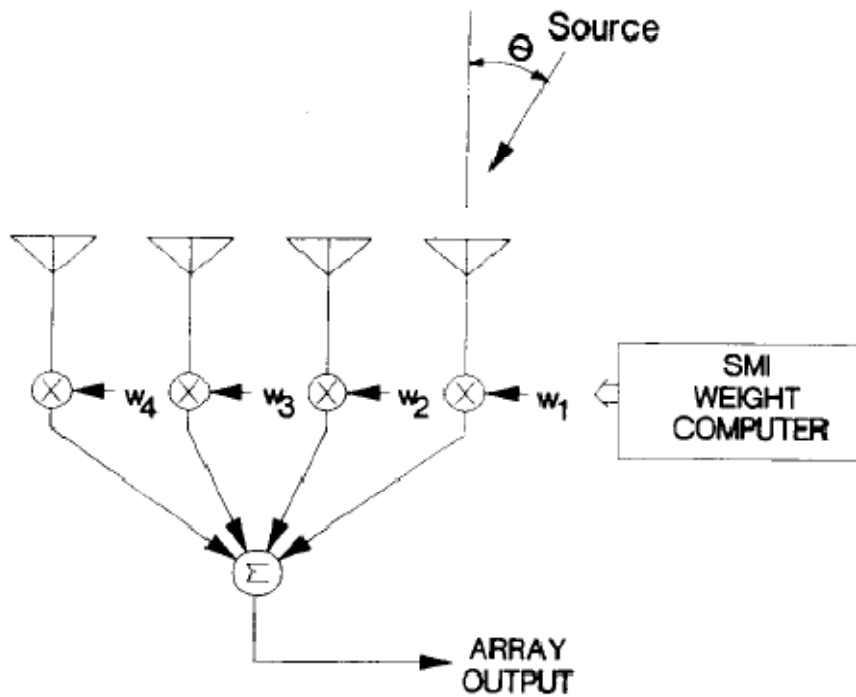 Source
Θ
w4 w3 w2 w1
SMI
WEIGHT
COMPUTER
Σ
ARRAY
OUTPUT